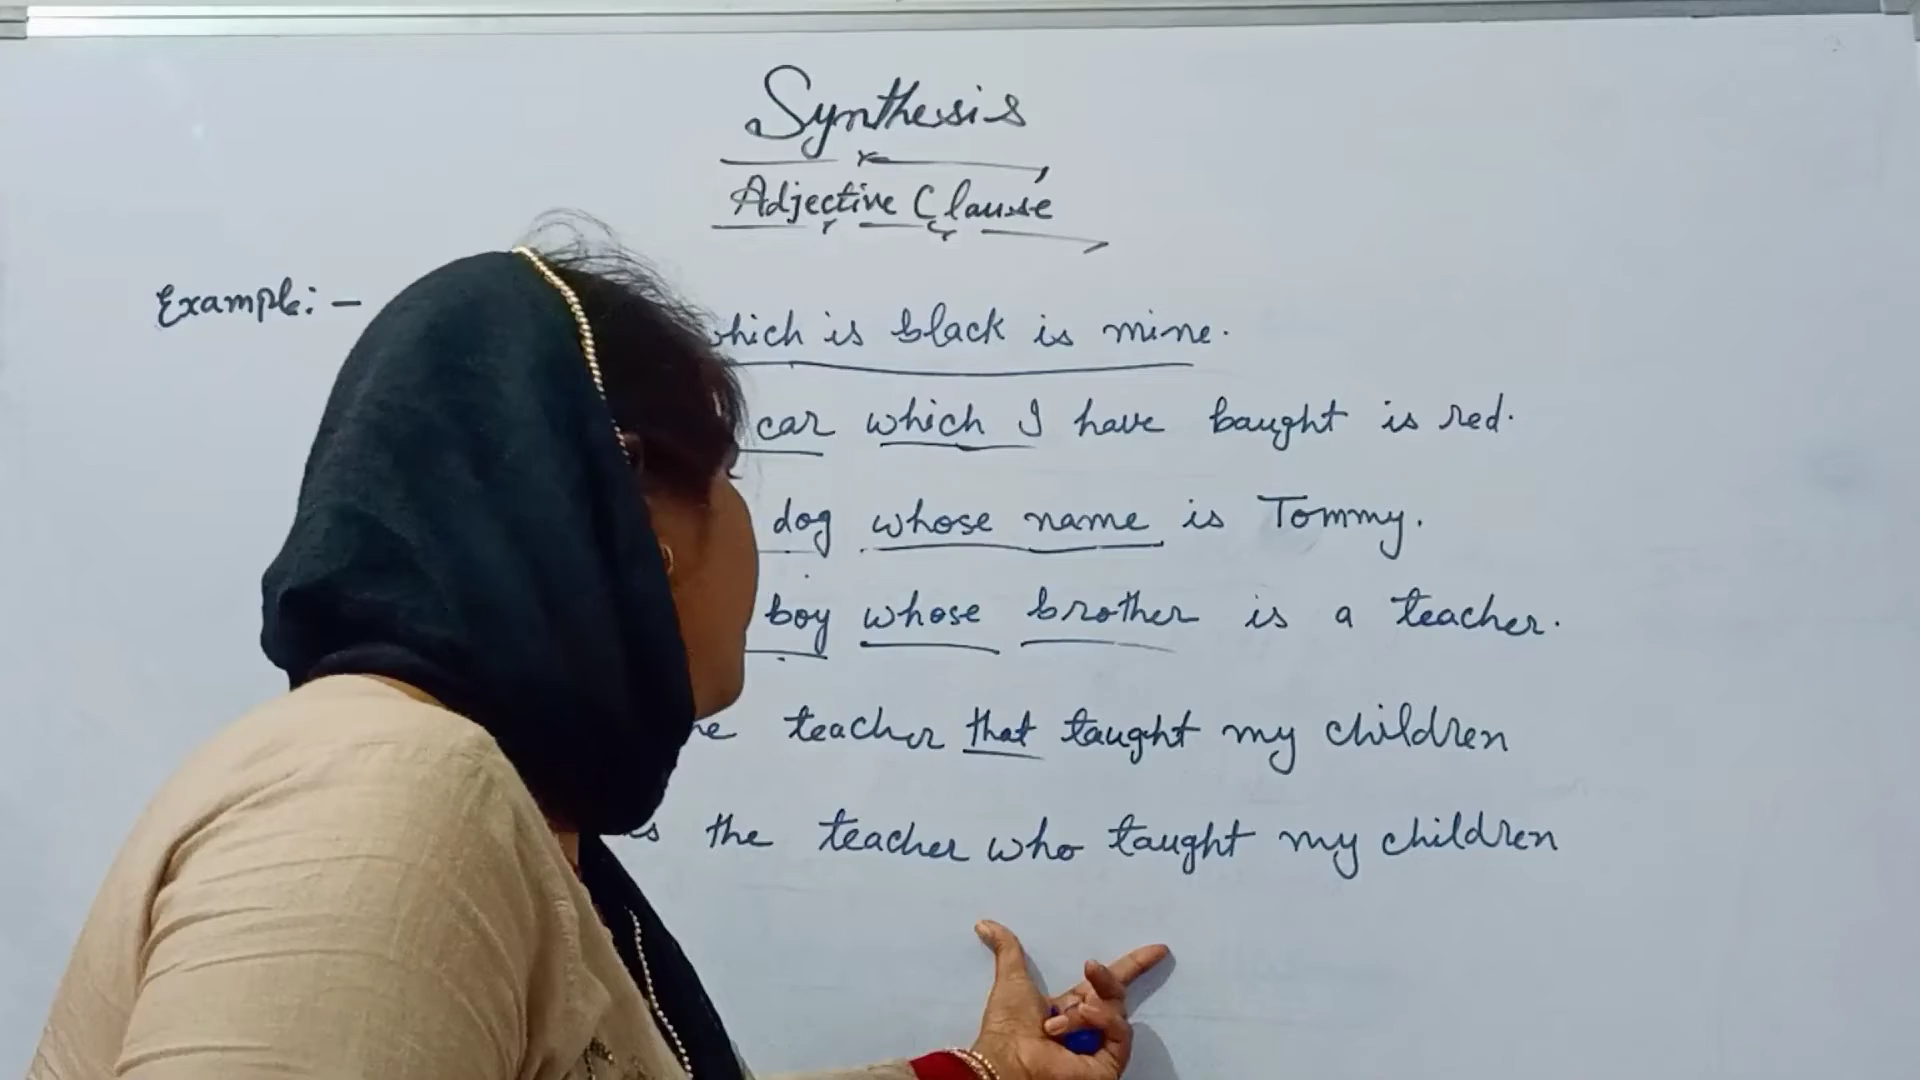 Synthesis
Adjective Clause
Example:-
which is black is mine.
car which I have baught is red.
dog whose name is Tommy.
boy whose brother is a teacher.
teacher that taught my children
the teacher who taught my children